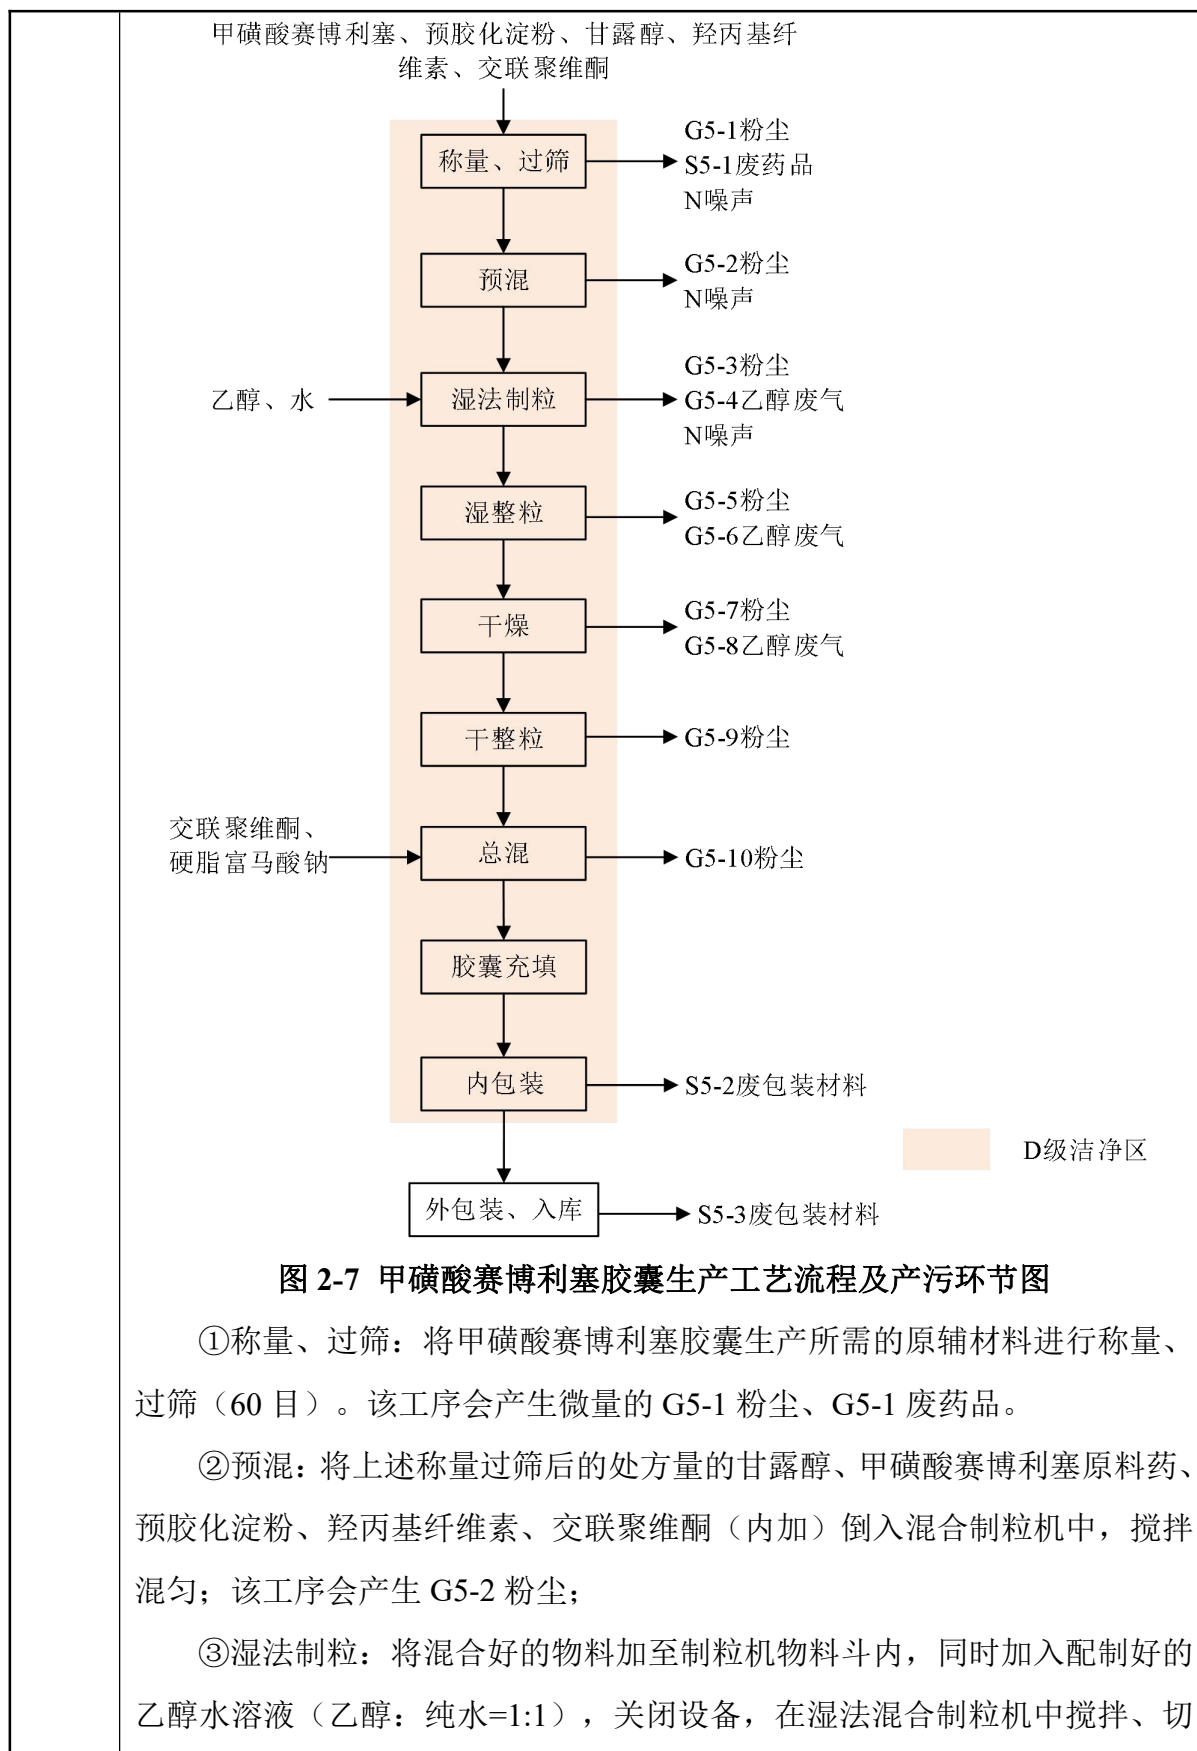 甲磺酸赛博利塞、预胶化淀粉、甘露醇、羟丙基纤
维素、交联聚维酮
称量、过筛
G5-1粉尘
S5-1废药品
N噪声
预混
G5-2粉尘
N噪声
乙醇、水
湿法制粒
G5-3粉尘
G5-4乙醇废气
N噪声
湿整粒
G5-5粉尘
G5-6乙醇废气
干燥
G5-7粉尘
G5-8乙醇废气
干整粒
G5-9粉尘
交联聚维酮、
硬脂富马酸钠
总混
G5-10粉尘
胶囊充填
内包装
S5-2废包装材料
D级洁净区
外包装、入库
S5-3废包装材料
图 2-7 甲磺酸赛博利塞胶囊生产工艺流程及产污环节图
①称量、过筛：将甲磺酸赛博利塞胶囊生产所需的原辅材料进行称量、
过筛（60 目）。该工序会产生微量的 G5-1 粉尘、G5-1 废药品。
②预混：将上述称量过筛后的处方量的甘露醇、甲磺酸赛博利塞原料药、
预胶化淀粉、羟丙基纤维素、交联聚维酮（内加）倒入混合制粒机中，搅拌
混匀；该工序会产生 G5-2 粉尘；
③湿法制粒：将混合好的物料加至制粒机物料斗内，同时加入配制好的
乙醇水溶液（乙醇：纯水=1:1），关闭设备，在湿法混合制粒机中搅拌、切